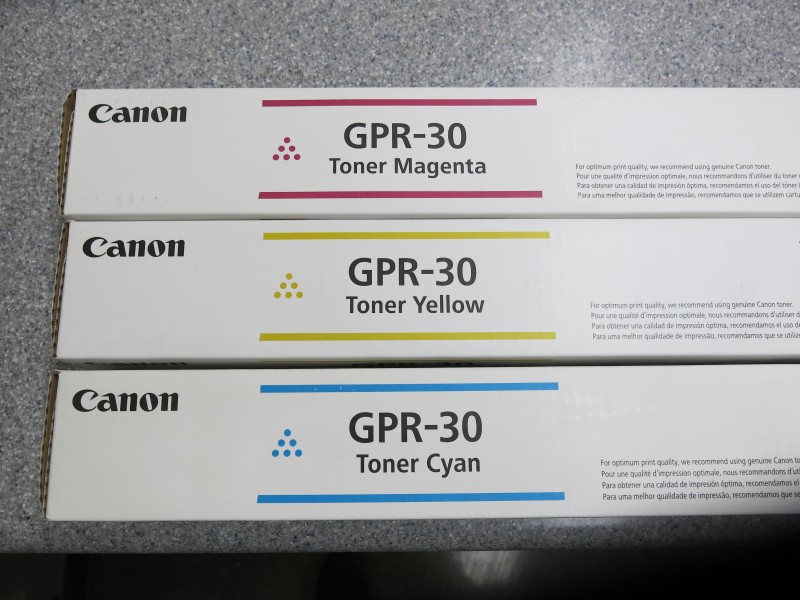 Canon
GPR-30
Toner Magenta
For optimum print quality, we recommend using genuine Canon toner.
Pour une qualité d'impression optimale, nous recommandons d'utiliser du toner
Para obtener una calidad de impresión óptima, recomendamos el uso del tóner
Para uma melhor qualidade de impressão, recomendamos que se utilizem
Canon
GPR-30
Toner Yellow
For optimum print quality, we recommend using genuine Canon toner.
Pour une qualité d'impression optimale, nous recommandons d'utiliser
Para obtener una calidad de impresión óptima, recomendamos el uso de
Para uma melhor qualidade de impressão, recomendamos que se
Canon
GPR-30
Toner Cyan
For optimum print quality, we recommend using genuine Canon
Pour une qualité d'impression optimale, nous recommandons
Para obtener una calidad de impresión óptima, recomendamos el
Para uma melhor qualidade de impressão, recomendamos que